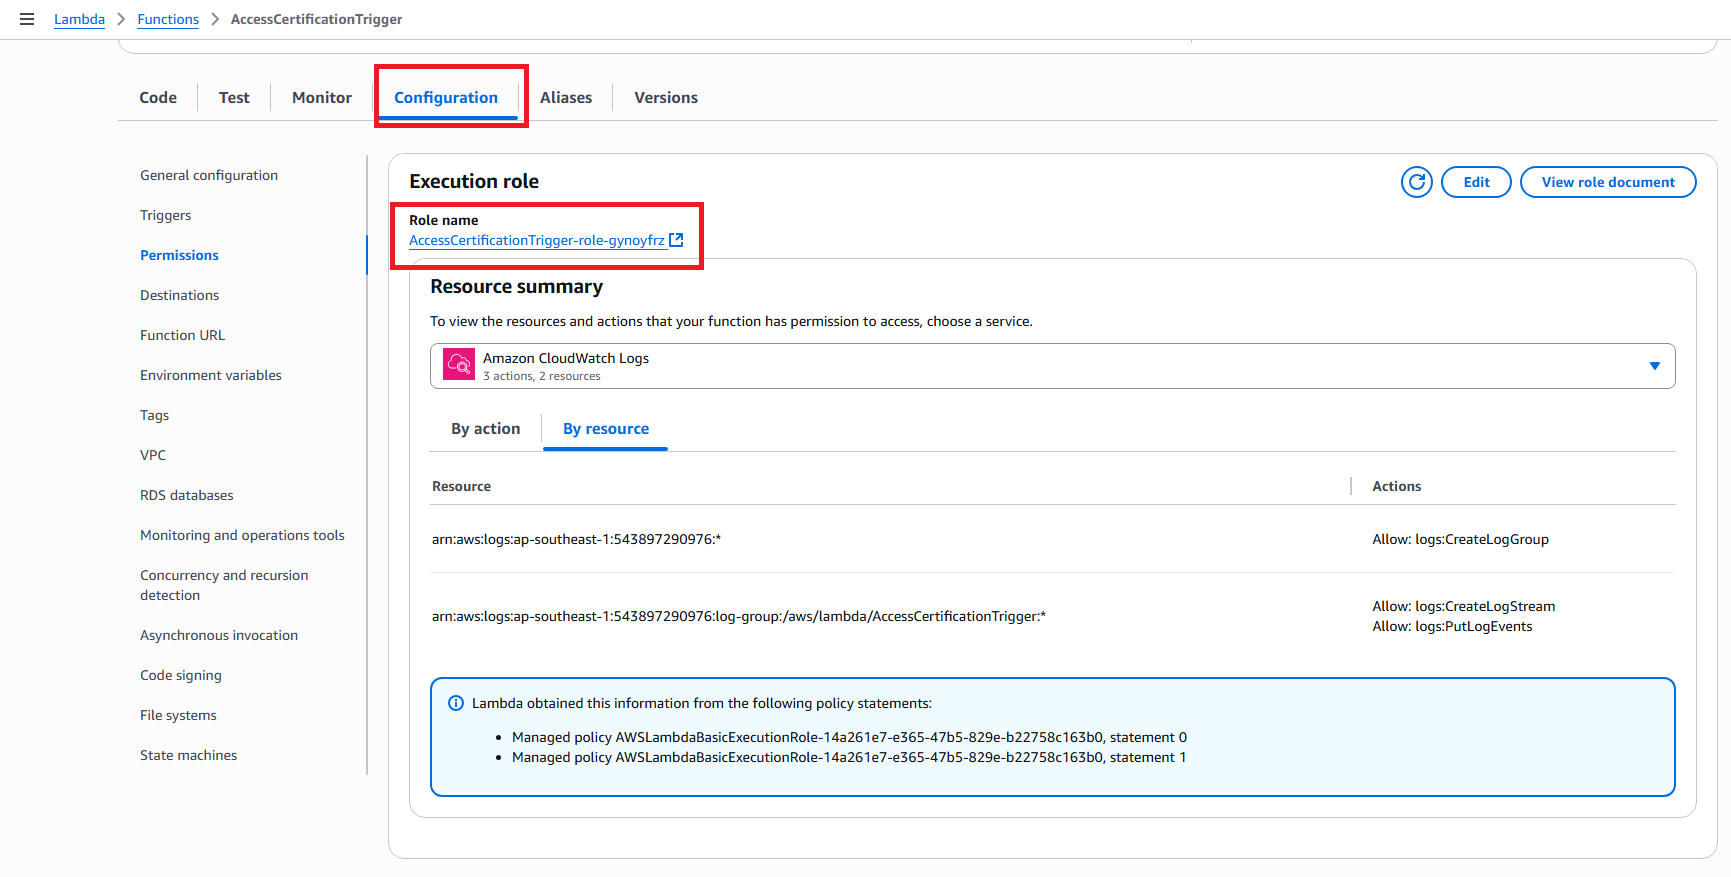 Lambda > Functions > AccessCertificationTrigger
Code
Test
Monitor
Configuration
Aliases
Versions
General configuration
Triggers
Permissions
Destinations
Function URL
Environment variables
Tags
VPC
RDS databases
Monitoring and operations tools
Concurrency and recursion
detection
Asynchronous invocation
Code signing
File systems
State machines
Execution role
Edit
View role document
Role name
AccessCertificationTrigger-role-gynoyfrz
Resource summary
To view the resources and actions that your function has permission to access, choose a service.
Amazon CloudWatch Logs
3 actions, 2 resources
By action
By resource
Resource
Actions
arn:aws:logs:ap-southeast-1:543897290976:*
Allow: logs:CreateLogGroup
arn:aws:logs:ap-southeast-1:543897290976:log-group:/aws/lambda/AccessCertificationTrigger:*
Allow: logs:CreateLogStream
Allow: logs:PutLogEvents
Lambda obtained this information from the following policy statements:
• Managed policy AWSLambdaBasicExecutionRole-14a261e7-e365-47b5-829e-b22758c163b0, statement 0
• Managed policy AWSLambdaBasicExecutionRole-14a261e7-e365-47b5-829e-b22758c163b0, statement 1